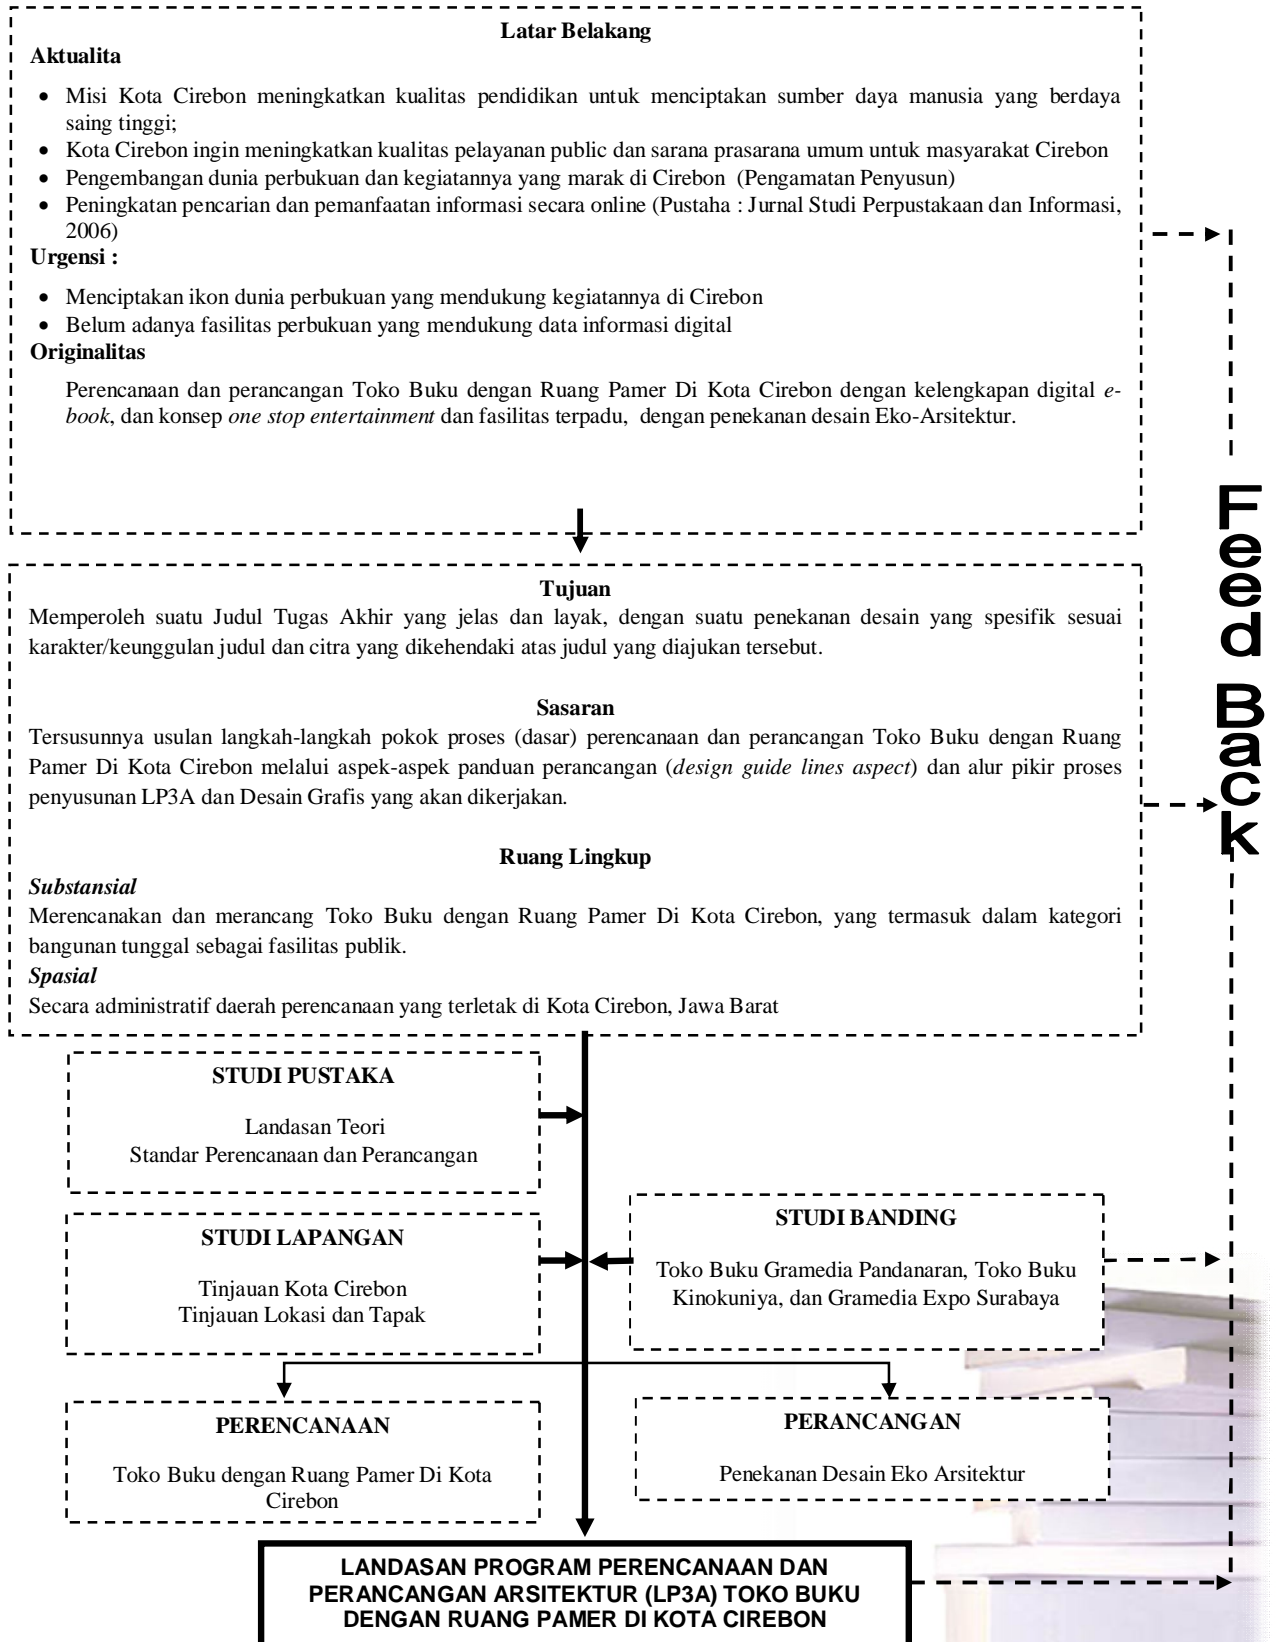 Latar Belakang
Aktualita
• Misi Kota Cirebon meningkatkan kualitas pendidikan untuk menciptakan sumber daya manusia yang berdaya
saing tinggi;
• Kota Cirebon ingin meningkatkan kualitas pelayanan public dan sarana prasarana umum untuk masyarakat Cirebon
• Pengembangan dunia perbukuan dan kegiatannya yang marak di Cirebon (Pengamatan Penyusun)
• Peningkatan pencarian dan pemanfaatan informasi secara online (Pustaha : Jurnal Studi Perpustakaan dan Informasi,
2006)
Urgensi :
• Menciptakan ikon dunia perbukuan yang mendukung kegiatannya di Cirebon
• Belum adanya fasilitas perbukuan yang mendukung data informasi digital
Originalitas
Perencanaan dan perancangan Toko Buku dengan Ruang Pamer Di Kota Cirebon dengan kelengkapan digital e-
book, dan konsep one stop entertainment dan fasilitas terpadu, dengan penekanan desain Eko-Arsitektur.
Feed Back
Tujuan
Memperoleh suatu Judul Tugas Akhir yang jelas dan layak, dengan suatu penekanan desain yang spesifik sesuai
karakter/keunggulan judul dan citra yang dikehendaki atas judul yang diajukan tersebut.
Sasaran
Tersusunnya usulan langkah-langkah pokok proses (dasar) perencanaan dan perancangan Toko Buku dengan Ruang
Pamer Di Kota Cirebon melalui aspek-aspek panduan perancangan (design guide lines aspect) dan alur pikir proses
penyusunan LP3A dan Desain Grafis yang akan dikerjakan.
Ruang Lingkup
Substansial
Merencanakan dan merancang Toko Buku dengan Ruang Pamer Di Kota Cirebon, yang termasuk dalam kategori
bangunan tunggal sebagai fasilitas publik.
Spasial
Secara administratif daerah perencanaan yang terletak di Kota Cirebon, Jawa Barat
STUDI PUSTAKA
Landasan Teori
Standar Perencanaan dan Perancangan
STUDI LAPANGAN
Tinjauan Kota Cirebon
Tinjauan Lokasi dan Tapak
STUDI BANDING
Toko Buku Gramedia Pandanaran, Toko Buku
Kinokuniya, dan Gramedia Expo Surabaya
PERENCANAAN
Toko Buku dengan Ruang Pamer Di Kota
Cirebon
PERANCANGAN
Penekanan Desain Eko Arsitektur
LANDASAN PROGRAM PERENCANAAN DAN
PERANCANGAN ARSITEKTUR (LP3A) TOKO BUKU
DENGAN RUANG PAMER DI KOTA CIREBON